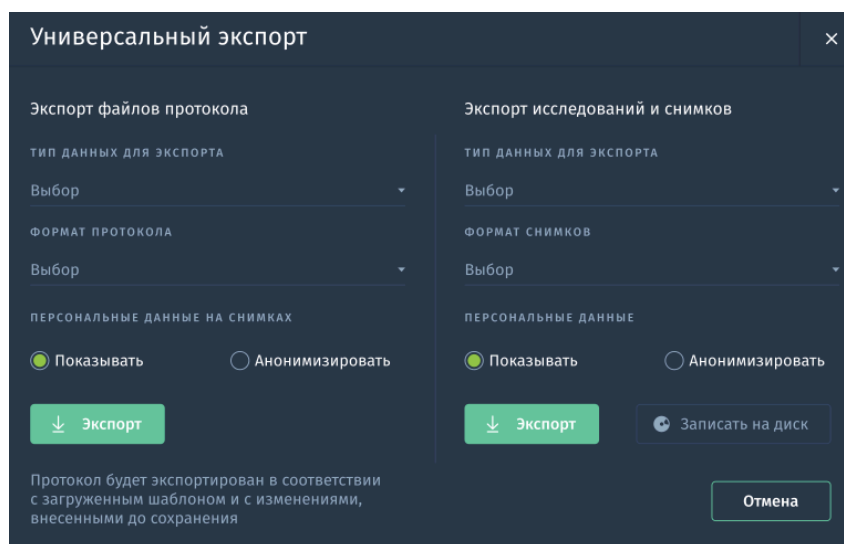 Универсальный экспорт
Экспорт файлов протокола
ТИП ДАННЫХ ДЛЯ ЭКСПОРТА
Выбор
ФОРМАТ ПРОТОКОЛА
Выбор
ПЕРСОНАЛЬНЫЕ ДАННЫЕ НА СНИМКАХ
Показывать
Анонимизировать
Экспорт
Протокол будет экспортирован в соответствии
с загруженным шаблоном и с изменениями,
внесенными до сохранения
Экспорт исследований и снимков
ТИП ДАННЫХ ДЛЯ ЭКСПОРТА
Выбор
ФОРМАТ СНИМКОВ
Выбор
ПЕРСОНАЛЬНЫЕ ДАННЫЕ
Показывать
Анонимизировать
Экспорт
Записать на диск
Отмена